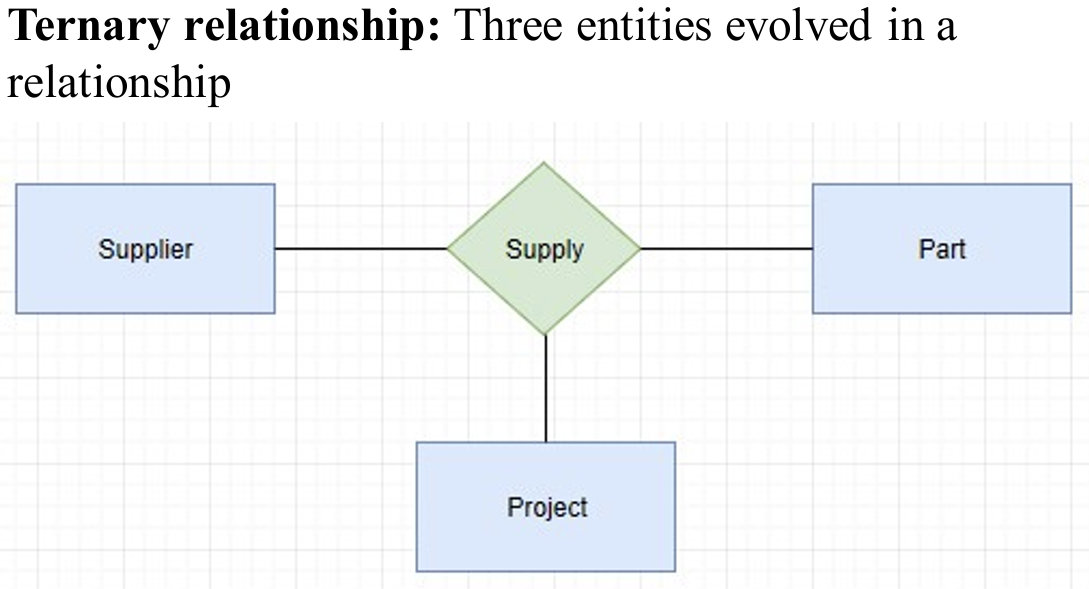 Ternary relationship: Three entities evolved in a
relationship
Supplier
Supply
Part
Project